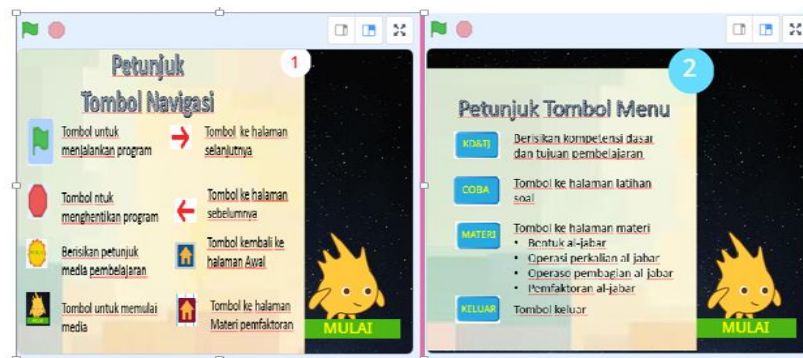 1
Petunjuk
Tombol Navigasi
Tombol untuk
menjalankan program
Tombol ke halaman
selanjutnya
Tombol ntuk
menghentikan program
Tombol ke halaman
sebelumnya
Berisikan petunjuk
media pembelajaran
Tombol kembali ke
halaman Awal
Tombol untuk memulai
media
Tombol ke halaman
Materi pemfaktoran
MULAI
2
Petunjuk Tombol Menu
KD&TJ
Berisikan kompetensi dasar
dan tujuan pembelajaran
COBA
Tombol ke halaman latihan
soal
MATERI
Tombol ke halaman materi
• Bentuk al-jabar
• Operasi perkalian al jabar
• Operaso pembagian al jabar
• Pemfaktoran al-jabar
KELUAR
Tombol keluar
MULAI